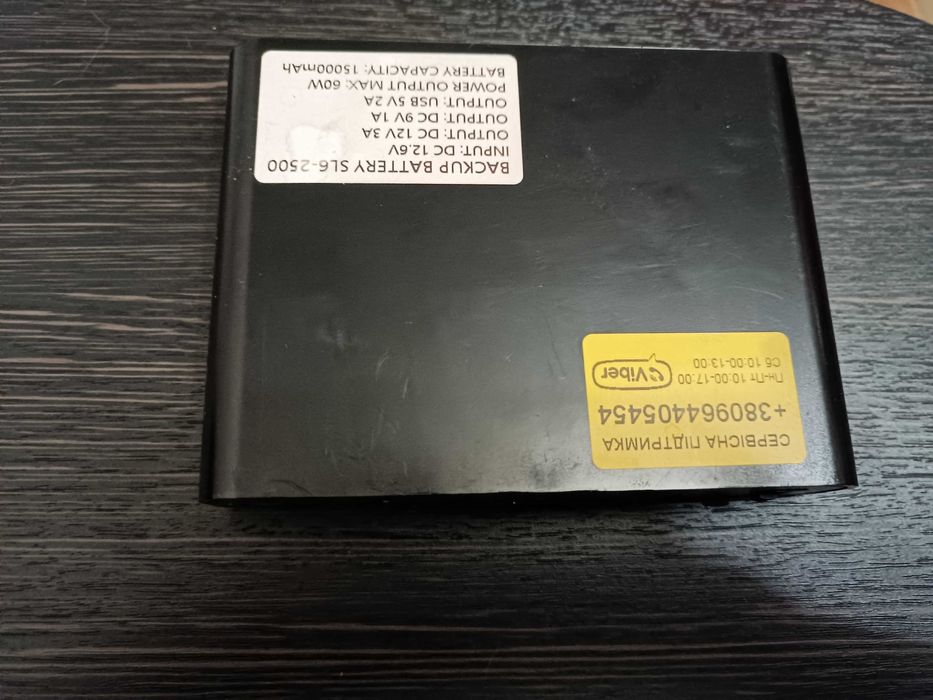 BACKUP BATTERY SL6-2500
INPUT: DC 12.6V
OUTPUT: DC 12V 3A
OUTPUT: DC 9V 1A
OUTPUT: USB 5V 2A
POWER OUTPUT MAX: 60W
BATTERY CAPACITY: 15000mAh
СЕРВІСНА ПІДТРИМКА
+380964405454
Пн-Пт 10:00-17:00
Сб 10:00-13:00
Viber